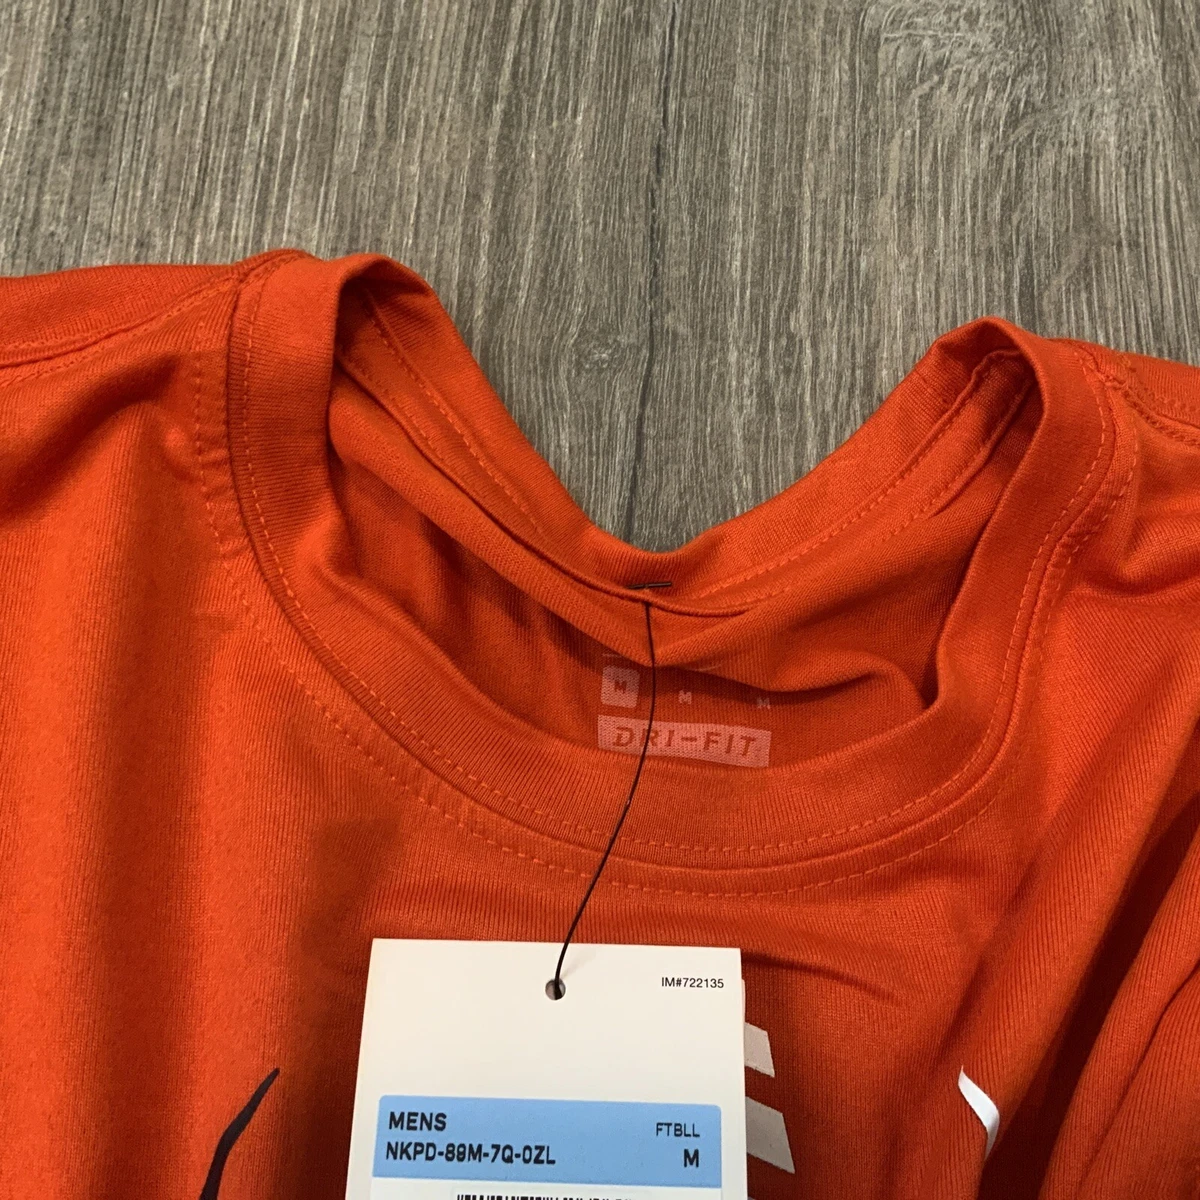 M M M
DRI-FIT
IM#722135
MENS
FTBLL
NKPD-89M-7Q-0ZL
M